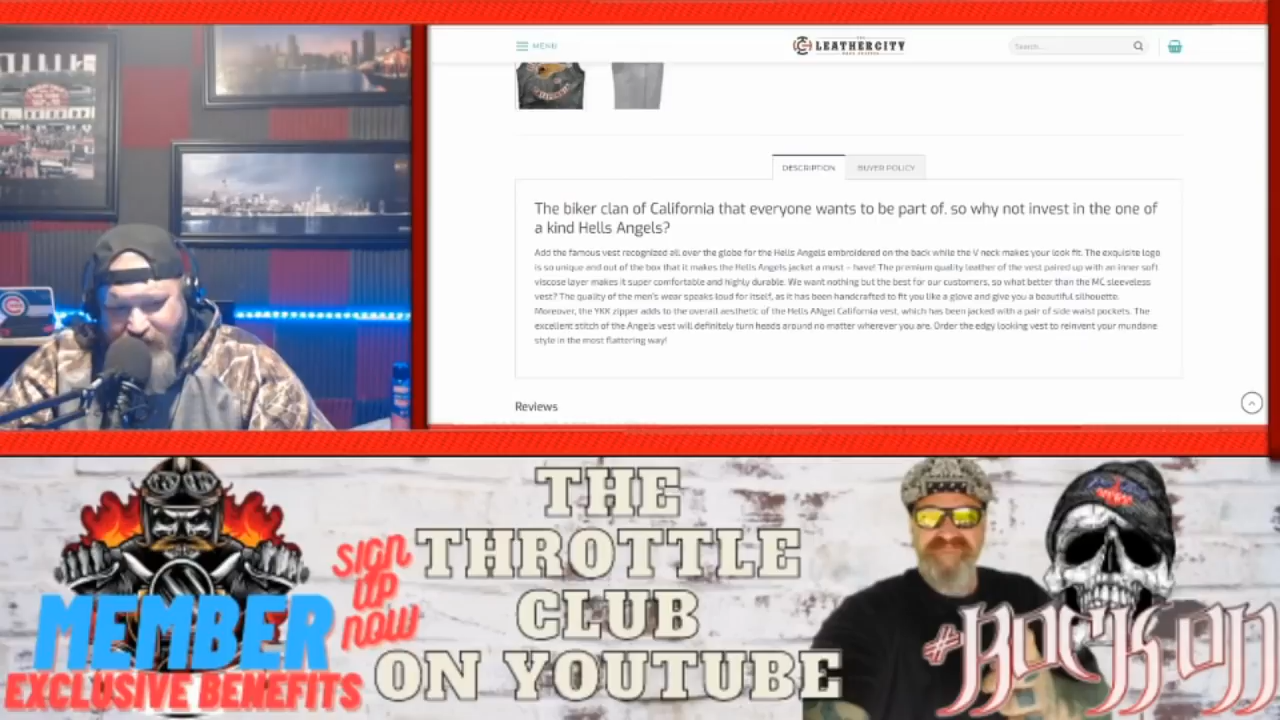 MENU
LEATHERCITY
Search...
CALIFORNIA
DESCRIPTION
BUYER POLICY
The biker clan of California that everyone wants to be part of, so why not invest in the one of
a kind Hells Angels?
Add the famous vest recognized all over the globe for the Hells Angels embroidered on the back while the V neck makes your look fit. The exquisite logo
is so unique and out of the box that it makes the Hells Angels jacket a must – have! The premium quality leather of the vest paired up with an inner soft
viscose layer makes it super comfortable and highly durable. We want nothing but the best for our customers, so what better than the MC sleeveless
vest? The quality of the men's wear speaks loud for itself, as it has been handcrafted to fit you like a glove and give you a beautiful silhouette.
Moreover, the YKK zipper adds to the overall aesthetic of the Hells ANgel California vest, which has been jacked with a pair of side waist pockets. The
excellent stitch of the Angels vest will definitely turn heads around no matter wherever you are. Order the edgy looking vest to reinvent your mundane
style in the most flattering way!
Reviews
SIGN
UP
NOW
MEMBER
EXCLUSIVE BENEFITS
THE
THROTTLE
CLUB
ON YOUTUBE
#ROCK ON